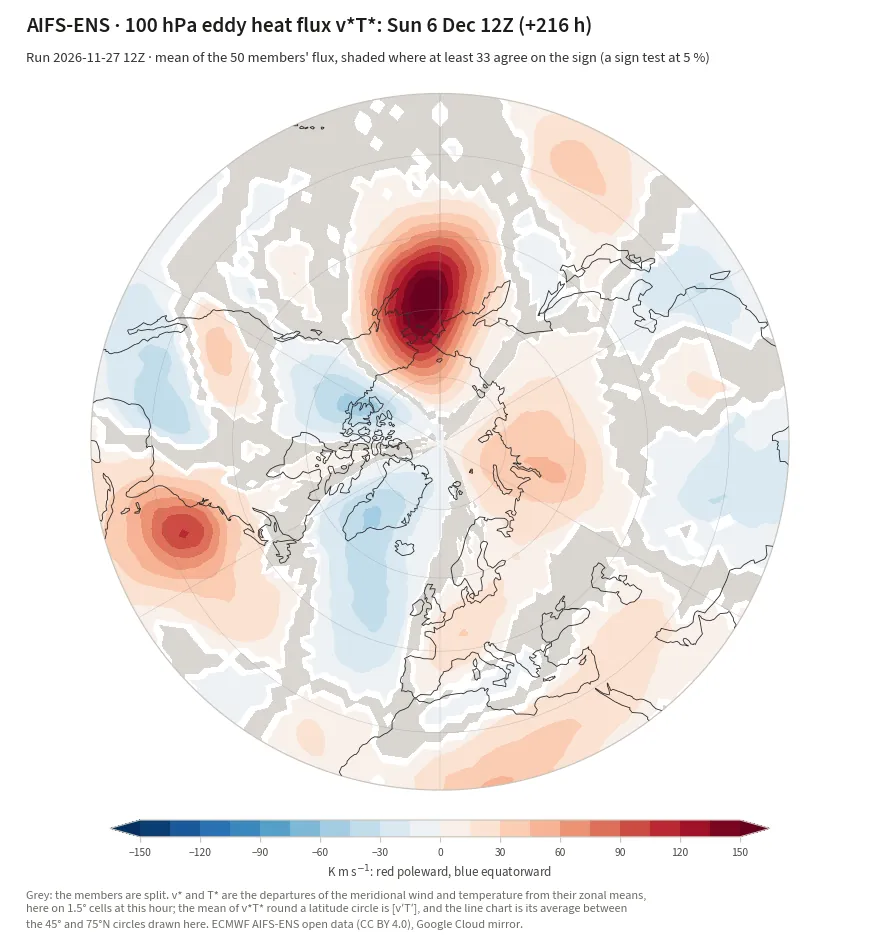 AIFS-ENS · 100 hPa eddy heat flux v*T*: Sun 6 Dec 12Z (+216 h)
Run 2026-11-27 12Z · mean of the 50 members' flux, shaded where at least 33 agree on the sign (a sign test at 5 %)
−150 −120 −90 −60 −30 0 30 60 90 120 150
K m s⁻¹: red poleward, blue equatorward
Grey: the members are split. v* and T* are the departures of the meridional wind and temperature from their zonal means,
here on 1.5° cells at this hour; the mean of v*T* round a latitude circle is [v′T′], and the line chart is its average between
the 45° and 75°N circles drawn here. ECMWF AIFS-ENS open data (CC BY 4.0), Google Cloud mirror.